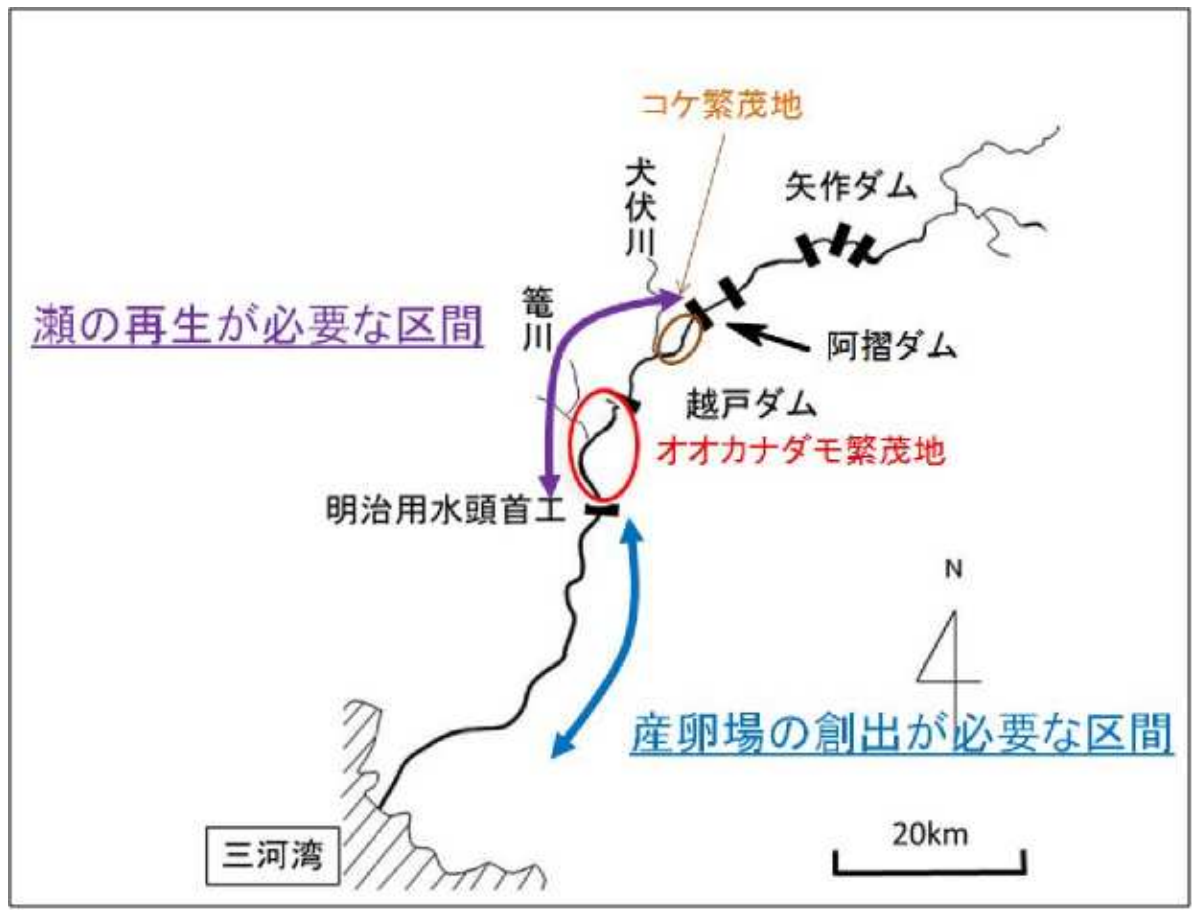 コケ繁茂地
犬伏川
矢作ダム
篭川
瀬の再生が必要な区間
阿摺ダム
越戸ダム
オオカナダモ繁茂地
明治用水頭首工
N
産卵場の創出が必要な区間
20km
三河湾